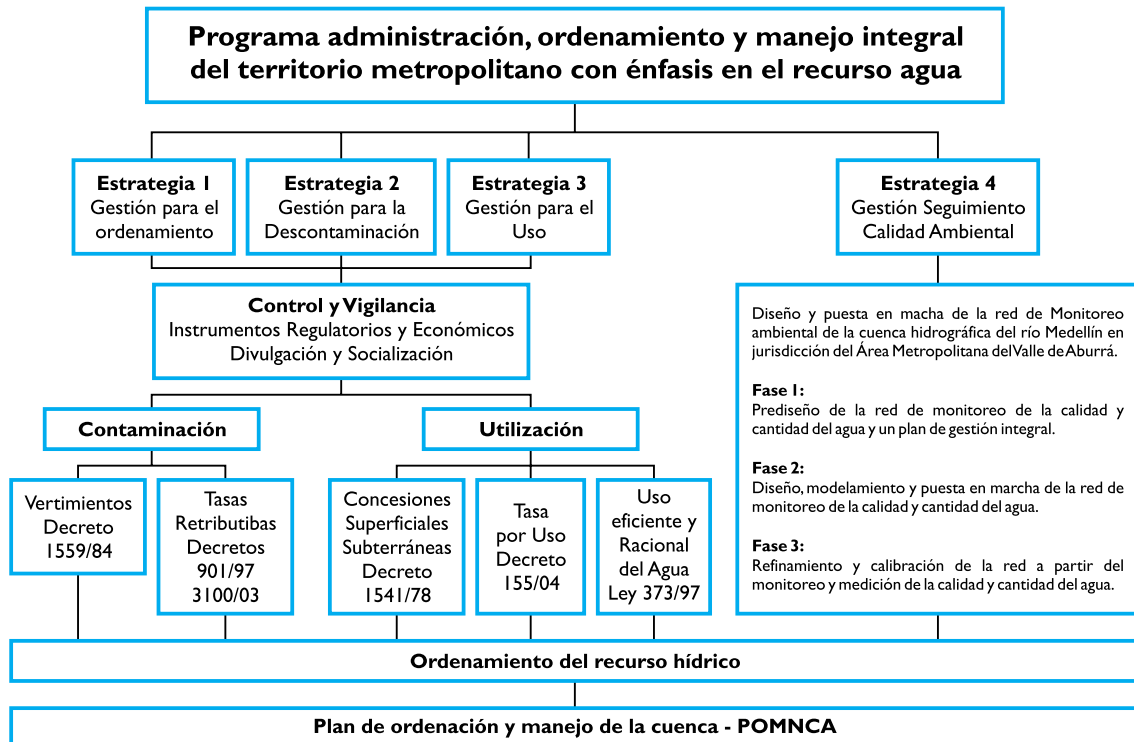 Programa administración, ordenamiento y manejo integral
del territorio metropolitano con énfasis en el recurso agua
Estrategia 1
Gestión para el
ordenamiento
Estrategia 2
Gestión para la
Descontaminación
Estrategia 3
Gestión para el
Uso
Estrategia 4
Gestión Seguimiento
Calidad Ambiental
Control y Vigilancia
Instrumentos Regulatorios y Económicos
Divulgación y Socialización
Diseño y puesta en macha de la red de Monitoreo
ambiental de la cuenca hidrográfica del río Medellín en
jurisdicción del Área Metropolitana del Valle de Aburrá.
Fase 1:
Prediseño de la red de monitoreo de la calidad y
cantidad del agua y un plan de gestión integral.
Fase 2:
Diseño, modelamiento y puesta en marcha de la red de
monitoreo de la calidad y cantidad del agua.
Fase 3:
Refinamiento y calibración de la red a partir del
monitoreo y medición de la calidad y cantidad del agua.
Contaminación
Utilización
Vertimientos
Decreto
1559/84
Tasas
Retributibas
Decretos
901/97
3100/03
Concesiones
Superficiales
Subterráneas
Decreto
1541/78
Tasa
por Uso
Decreto
155/04
Uso
eficiente y
Racional
del Agua
Ley 373/97
Ordenamiento del recurso hídrico
Plan de ordenación y manejo de la cuenca - POMNCA